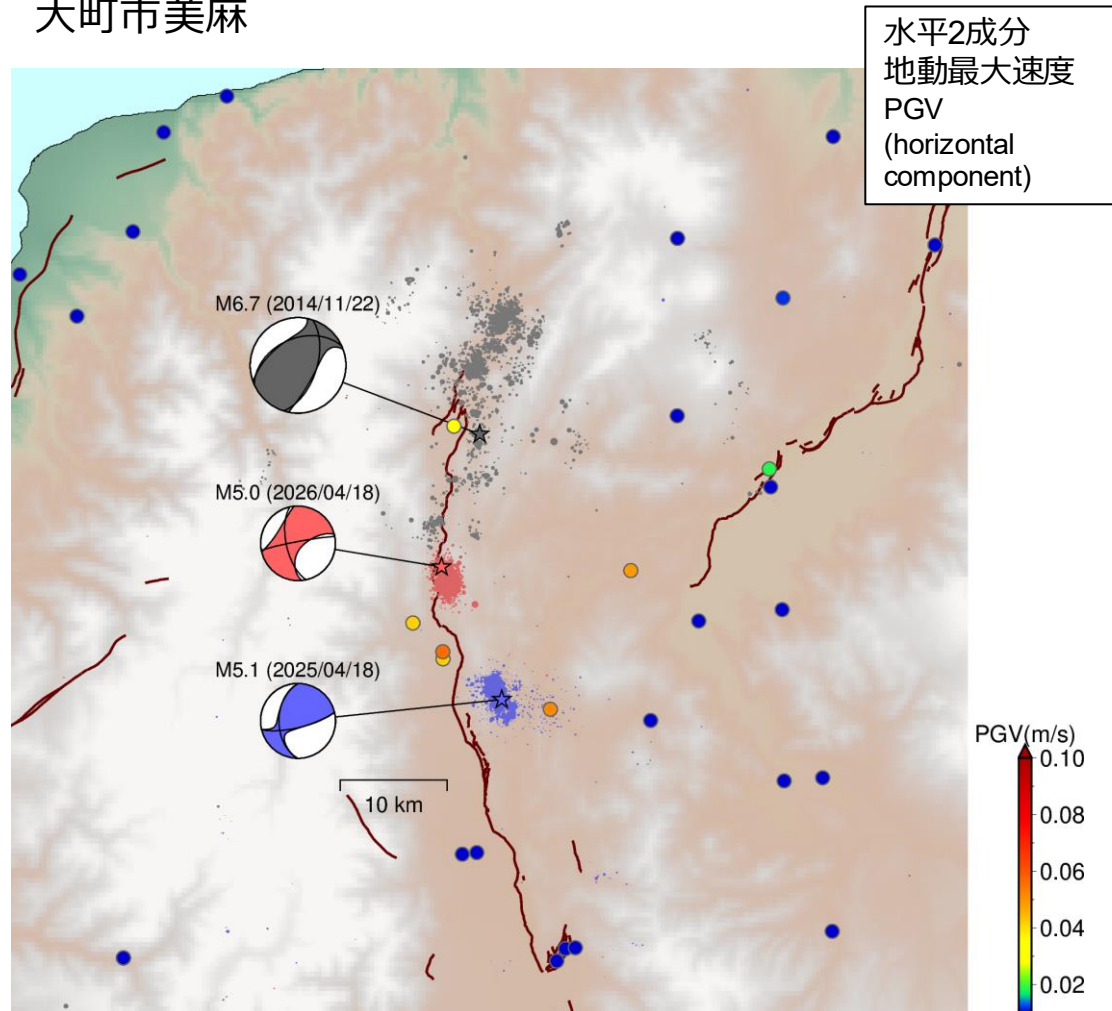 大町市美麻
水平2成分
地動最大速度
PGV
(horizontal
component)
M6.7 (2014/11/22)
M5.0 (2026/04/18)
M5.1 (2025/04/18)
10 km
PGV(m/s)
0.10
0.08
0.06
0.04
0.02